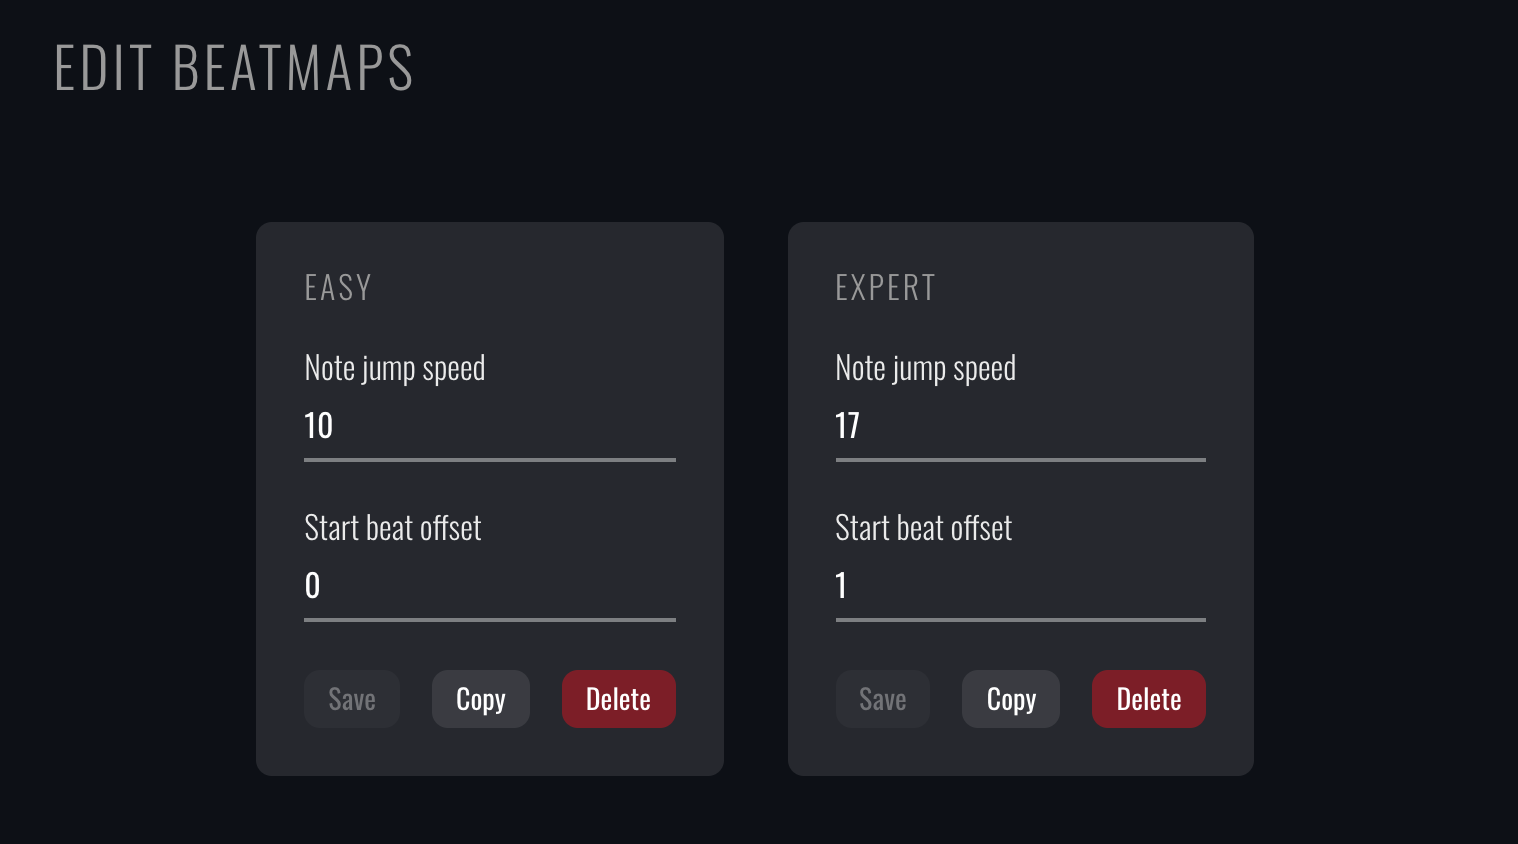 EDIT BEATMAPS
EASY
Note jump speed
10
Start beat offset
0
Save Copy Delete
EXPERT
Note jump speed
17
Start beat offset
1
Save Copy Delete